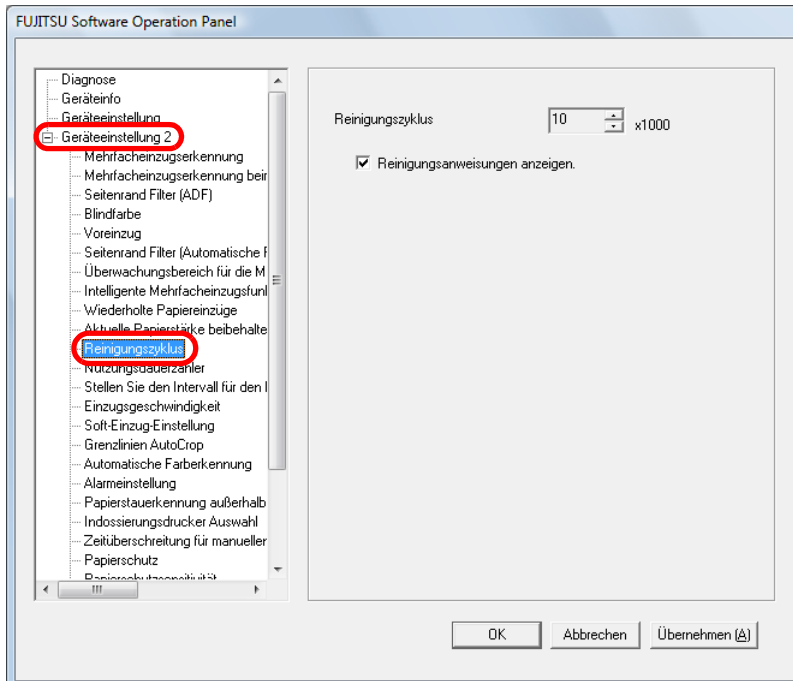 FUJITSU Software Operation Panel
Diagnose
Geräteinfo
Geräteeinstellung
Geräteeinstellung 2
Mehrfacheinzugserkennung
Mehrfacheinzugserkennung beir
Seitenrand Filter (ADF)
Blindfarbe
Voreinzug
Seitenrand Filter (Automatische F
Überwachungsbereich für die M
Intelligente Mehrfacheinzugsfunl
Wiederholte Papiereinzüge
Aktuelle Papierstärke beibehalte
Reinigungszyklus
Nutzungsdauerzähler
Stellen Sie den Intervall für den I
Einzugsgeschwindigkeit
Soft-Einzug-Einstellung
Grenzlinien AutoCrop
Automatische Farberkennung
Alarmeinstellung
Papierstauerkennung außerhalb
Indossierungsdrucker Auswahl
Zeitüberschreitung für manueller
Papierschutz
Papierschutzsensitivität
Reinigungszyklus 10 x1000
Reinigungsanweisungen anzeigen.
OK Abbrechen Übernehmen (A)